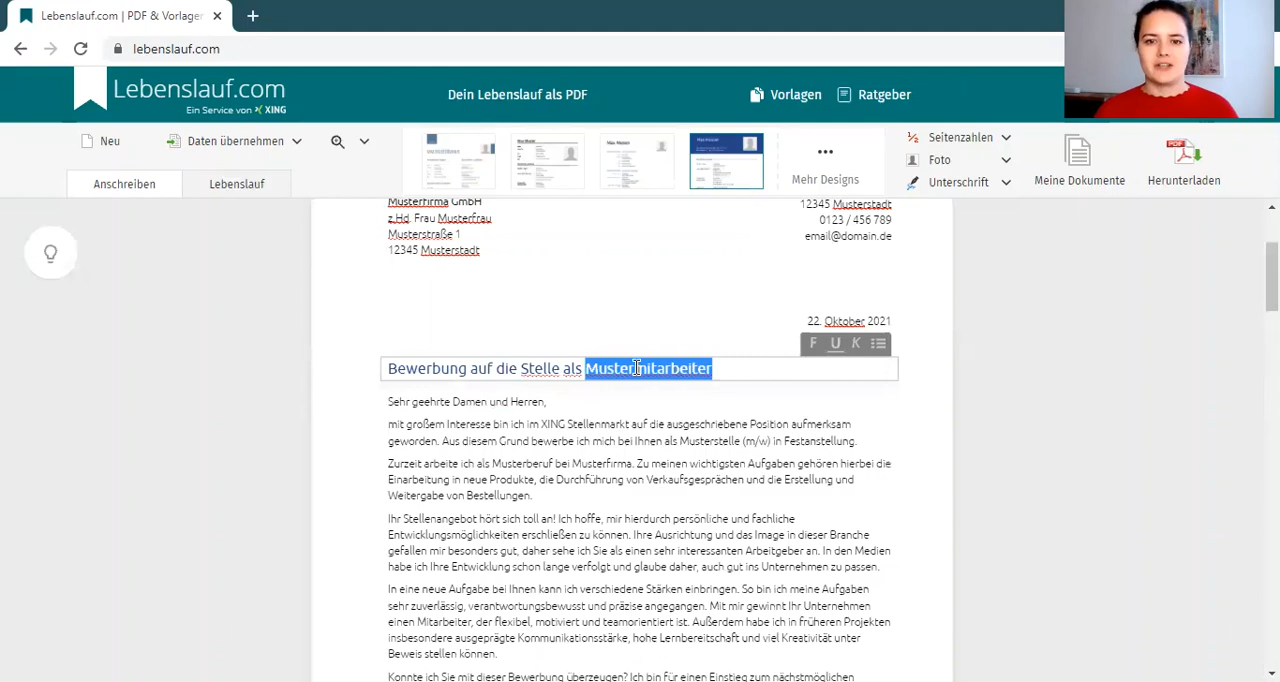 Lebenslauf.com | PDF & Vorlager
lebenslauf.com
Lebenslauf.com
Ein Service von XING
Dein Lebenslauf als PDF
Vorlagen
Ratgeber
Neu
Daten übernehmen
Mehr Designs
Seitenzahlen
Foto
Unterschrift
Meine Dokumente
PDF
Herunterladen
Anschreiben
Lebenslauf
Musterfirma GmbH
z.Hd. Frau Musterfrau
Musterstraße 1
12345 Musterstadt
12345 Musterstadt
0123 / 456 789
email@domain.de
22. Oktober 2021
F U K
Bewerbung auf die Stelle als Mustermitarbeiter
Sehr geehrte Damen und Herren,
mit großem Interesse bin ich im XING Stellenmarkt auf die ausgeschriebene Position aufmerksam
geworden. Aus diesem Grund bewerbe ich mich bei Ihnen als Musterstelle (m/w) in Festanstellung.
Zurzeit arbeite ich als Musterberuf bei Musterfirma. Zu meinen wichtigsten Aufgaben gehören hierbei die
Einarbeitung in neue Produkte, die Durchführung von Verkaufsgesprächen und die Erstellung und
Weitergabe von Bestellungen.
Ihr Stellenangebot hört sich toll an! Ich hoffe, mir hierdurch persönliche und fachliche
Entwicklungsmöglichkeiten erschließen zu können. Ihre Ausrichtung und das Image in dieser Branche
gefallen mir besonders gut, daher sehe ich Sie als einen sehr interessanten Arbeitgeber an. In den Medien
habe ich Ihre Entwicklung schon lange verfolgt und glaube daher, auch gut ins Unternehmen zu passen.
In eine neue Aufgabe bei Ihnen kann ich verschiedene Stärken einbringen. So bin ich meine Aufgaben
sehr zuverlässig, verantwortungsbewusst und präzise angegangen. Mit mir gewinnt Ihr Unternehmen
einen Mitarbeiter, der flexibel, motiviert und teamorientiert ist. Außerdem habe ich in früheren Projekten
insbesondere ausgeprägte Kommunikationsstärke, hohe Lernbereitschaft und viel Kreativität unter
Beweis stellen können.
Konnte ich Sie mit dieser Bewerbung überzeugen? Ich bin für einen Einstieg zum nächstmöglichen